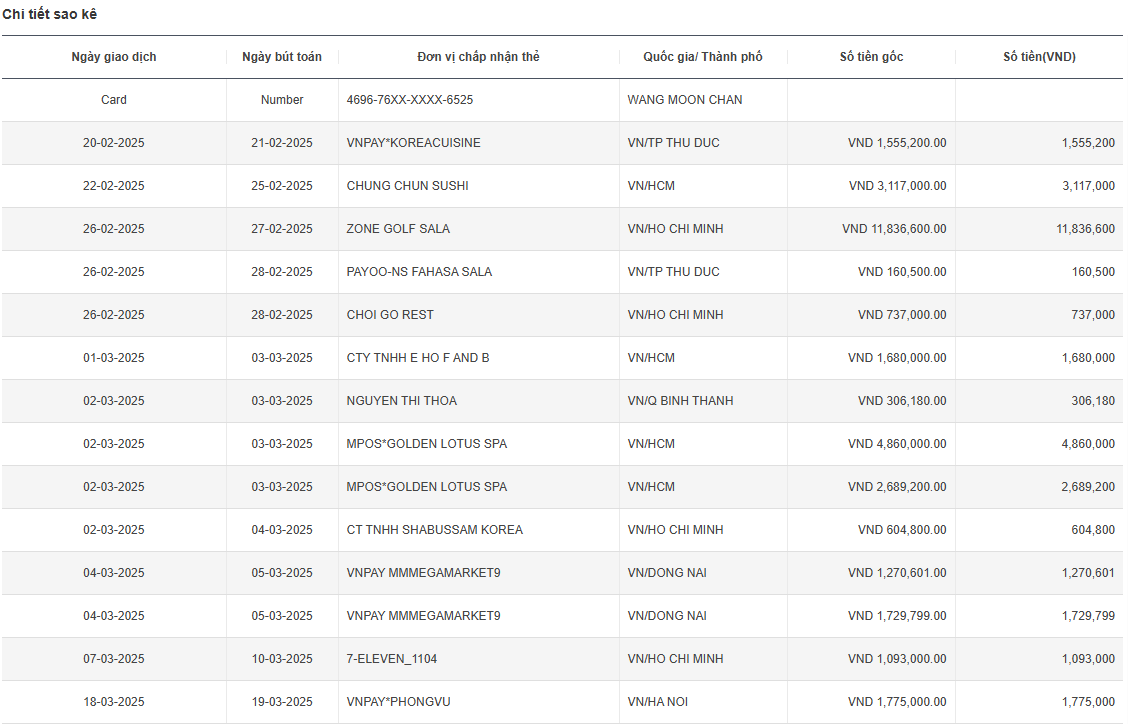 Chi tiết sao kê
Ngày giao dịch Ngày bút toán Đơn vị chấp nhận thẻ Quốc gia/ Thành phố Số tiền gốc Số tiền(VND)
Card Number 4696-76XX-XXXX-6525 WANG MOON CHAN
20-02-2025 21-02-2025 VNPAY*KOREACUISINE VN/TP THU DUC VND 1,555,200.00 1,555,200
22-02-2025 25-02-2025 CHUNG CHUN SUSHI VN/HCM VND 3,117,000.00 3,117,000
26-02-2025 27-02-2025 ZONE GOLF SALA VN/HO CHI MINH VND 11,836,600.00 11,836,600
26-02-2025 28-02-2025 PAYOO-NS FAHASA SALA VN/TP THU DUC VND 160,500.00 160,500
26-02-2025 28-02-2025 CHOI GO REST VN/HO CHI MINH VND 737,000.00 737,000
01-03-2025 03-03-2025 CTY TNHH E HO F AND B VN/HCM VND 1,680,000.00 1,680,000
02-03-2025 03-03-2025 NGUYEN THI THOA VN/Q BINH THANH VND 306,180.00 306,180
02-03-2025 03-03-2025 MPOS*GOLDEN LOTUS SPA VN/HCM VND 4,860,000.00 4,860,000
02-03-2025 03-03-2025 MPOS*GOLDEN LOTUS SPA VN/HCM VND 2,689,200.00 2,689,200
02-03-2025 04-03-2025 CT TNHH SHABUSSAM KOREA VN/HO CHI MINH VND 604,800.00 604,800
04-03-2025 05-03-2025 VNPAY MMMEGAMARKET9 VN/DONG NAI VND 1,270,601.00 1,270,601
04-03-2025 05-03-2025 VNPAY MMMEGAMARKET9 VN/DONG NAI VND 1,729,799.00 1,729,799
07-03-2025 10-03-2025 7-ELEVEN_1104 VN/HO CHI MINH VND 1,093,000.00 1,093,000
18-03-2025 19-03-2025 VNPAY*PHONGVU VN/HA NOI VND 1,775,000.00 1,775,000